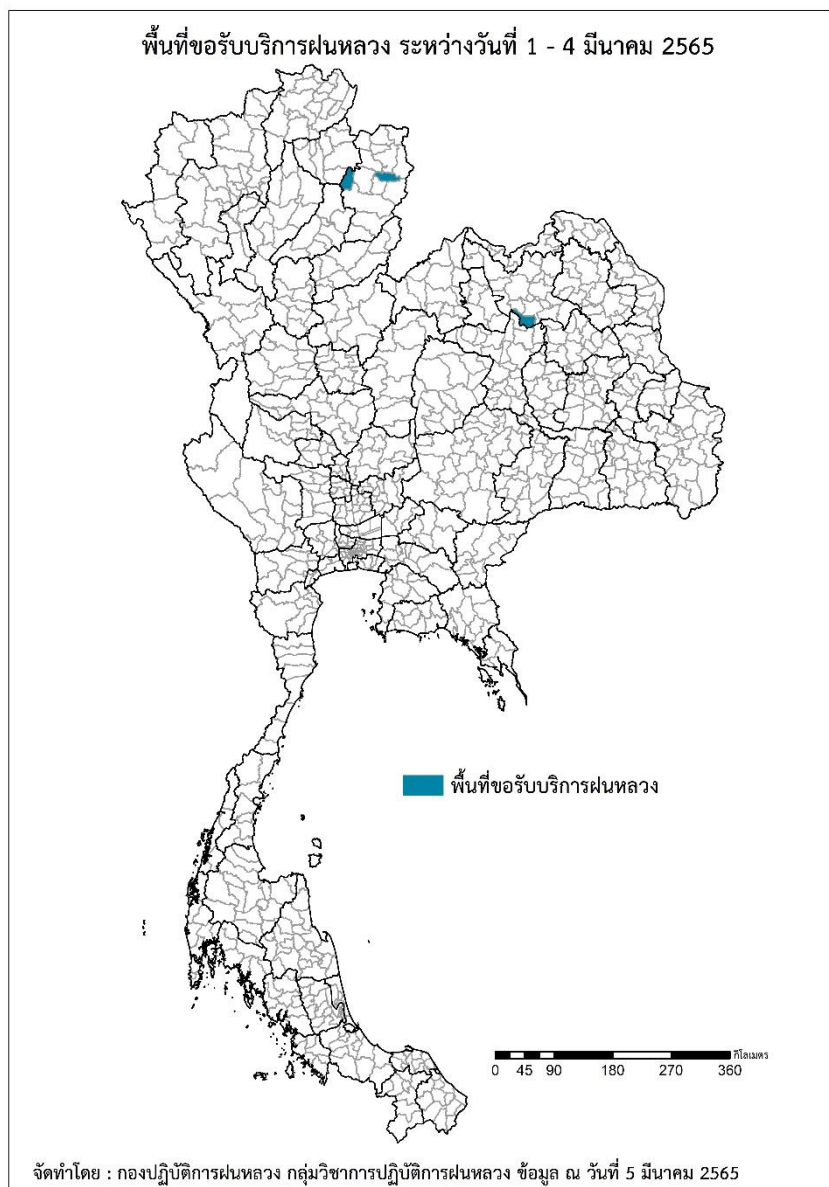 พื้นที่ขอรับบริการฝนหลวง ระหว่างวันที่ 1 - 4 มีนาคม 2565
พื้นที่ขอรับบริการฝนหลวง
กิโลเมตร
0 45 90 180 270 360
จัดทำโดย : กองปฏิบัติการฝนหลวง กลุ่มวิชาการปฏิบัติการฝนหลวง ข้อมูล ณ วันที่ 5 มีนาคม 2565